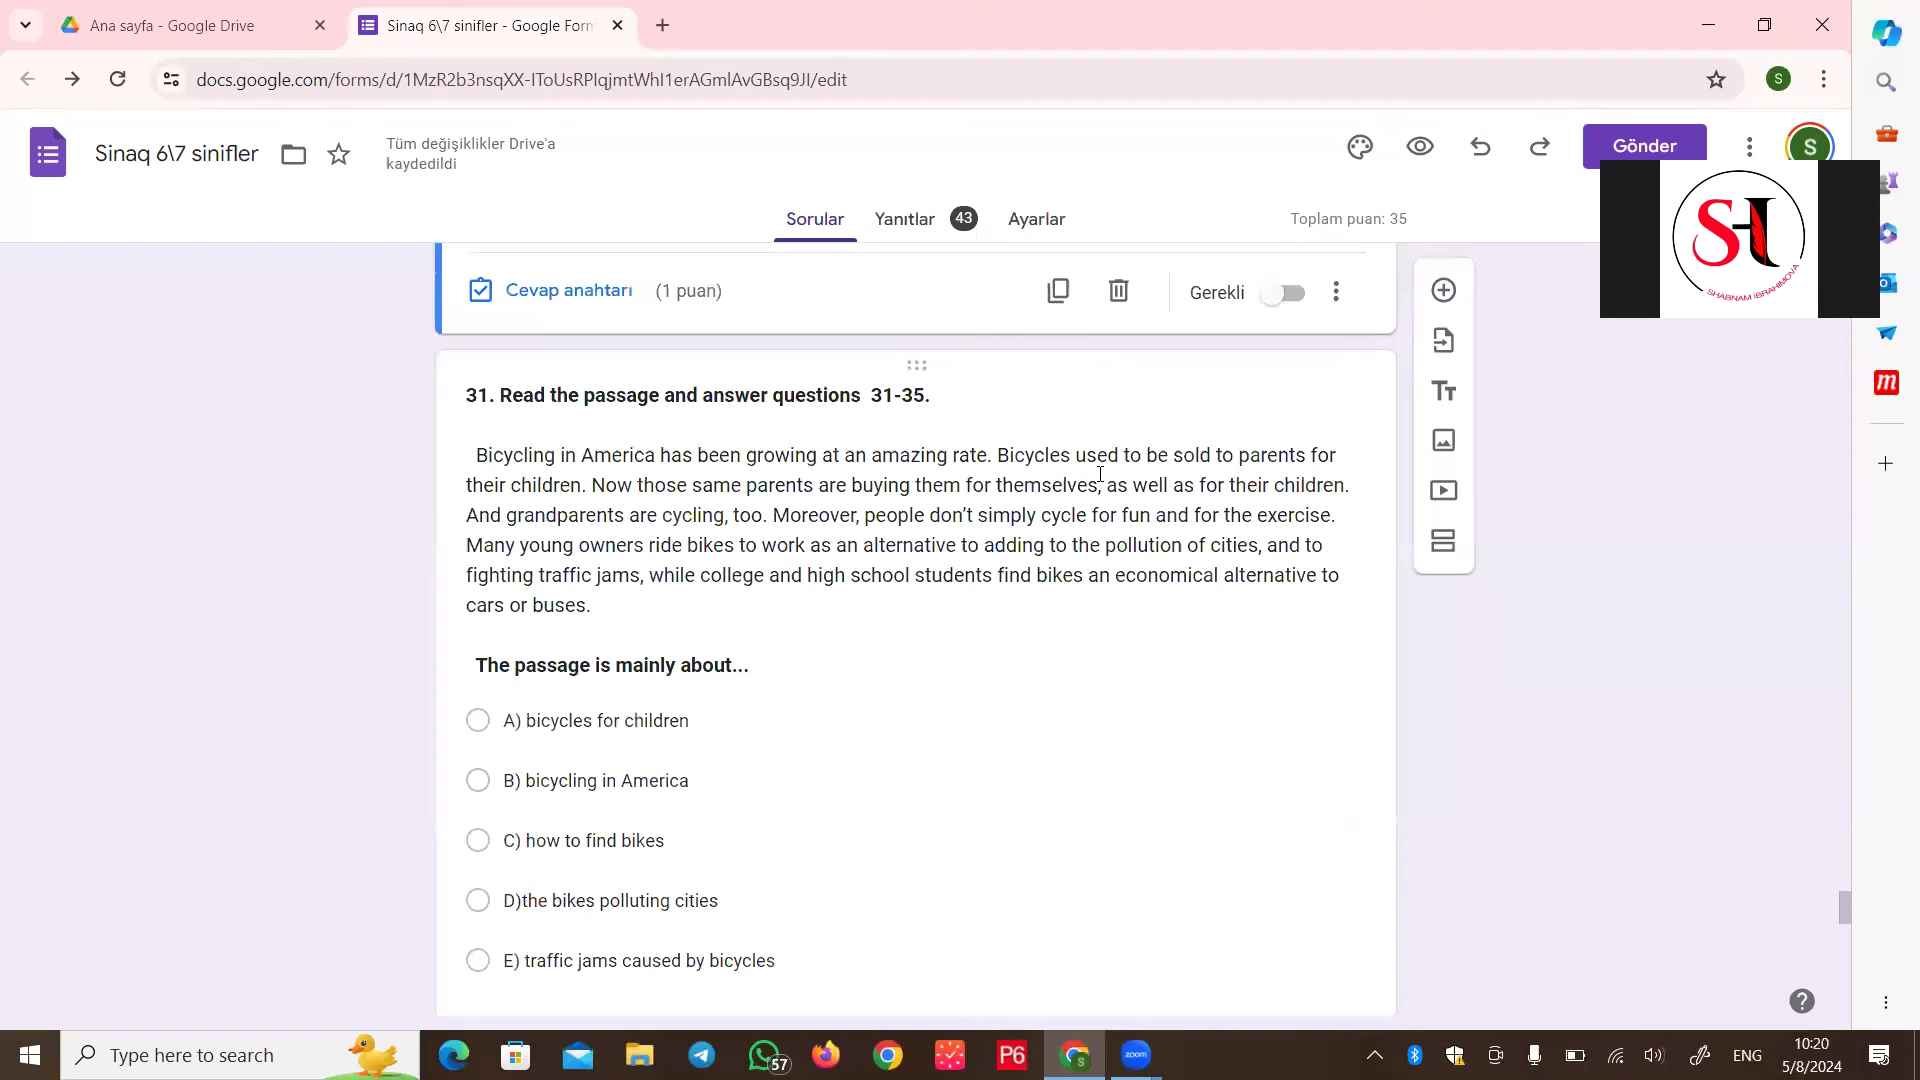 Ana sayfa - Google Drive
Sinaq 6\7 sinifler - Google Form
docs.google.com/forms/d/1MzR2b3nsqXX-IToUsRPIqjmtWhI1erAGmlAvGBsq9JI/edit
S
Sinaq 6\7 sinifler
Tüm değişiklikler Drive'a
kaydedildi
Gönder
S
Sorular
Yanıtlar 43
Ayarlar
Toplam puan: 35
SHI
SHABNAM IBRAHIMOVA
Cevap anahtarı (1 puan)
Gerekli
31. Read the passage and answer questions 31-35.
Bicycling in America has been growing at an amazing rate. Bicycles used to be sold to parents for
their children. Now those same parents are buying them for themselves, as well as for their children.
And grandparents are cycling, too. Moreover, people don't simply cycle for fun and for the exercise.
Many young owners ride bikes to work as an alternative to adding to the pollution of cities, and to
fighting traffic jams, while college and high school students find bikes an economical alternative to
cars or buses.
The passage is mainly about...
A) bicycles for children
B) bicycling in America
C) how to find bikes
D)the bikes polluting cities
E) traffic jams caused by bicycles
Type here to search
57
P6
S
zoom
ENG
10:20
5/8/2024